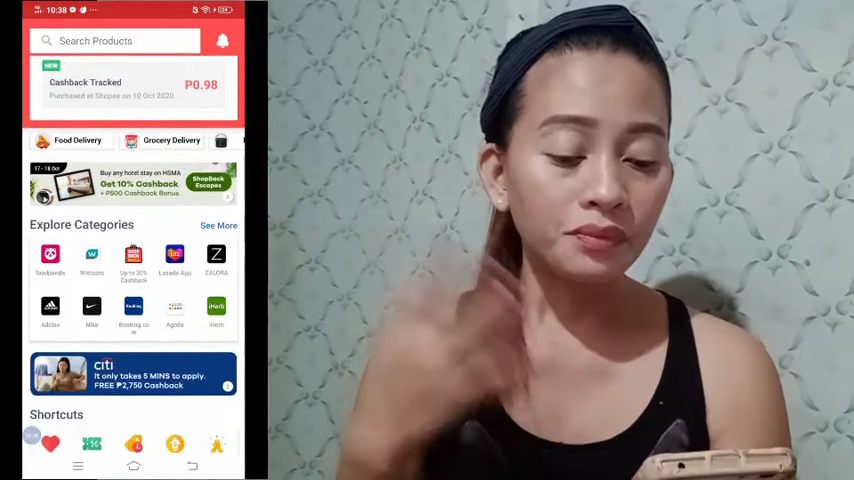 10:38
Search Products
NEW
Cashback Tracked
P0.98
Purchased at Shopee on 10 Oct 2020
Food Delivery
Grocery Delivery
17 - 18 Oct
Buy any hotel stay on HSMA
Get 10% Cashback
+ P500 Cashback Bonus
ShopBack
Escapes
Explore Categories
See More
foodpanda
Watsons
Up to 20%
Cashback
Lazada App
ZALORA
Adidas
Nike
Booking.co
m
Agoda
iHerb
citi
It only takes 5 MINS to apply.
FREE ₱2,750 Cashback
Shortcuts